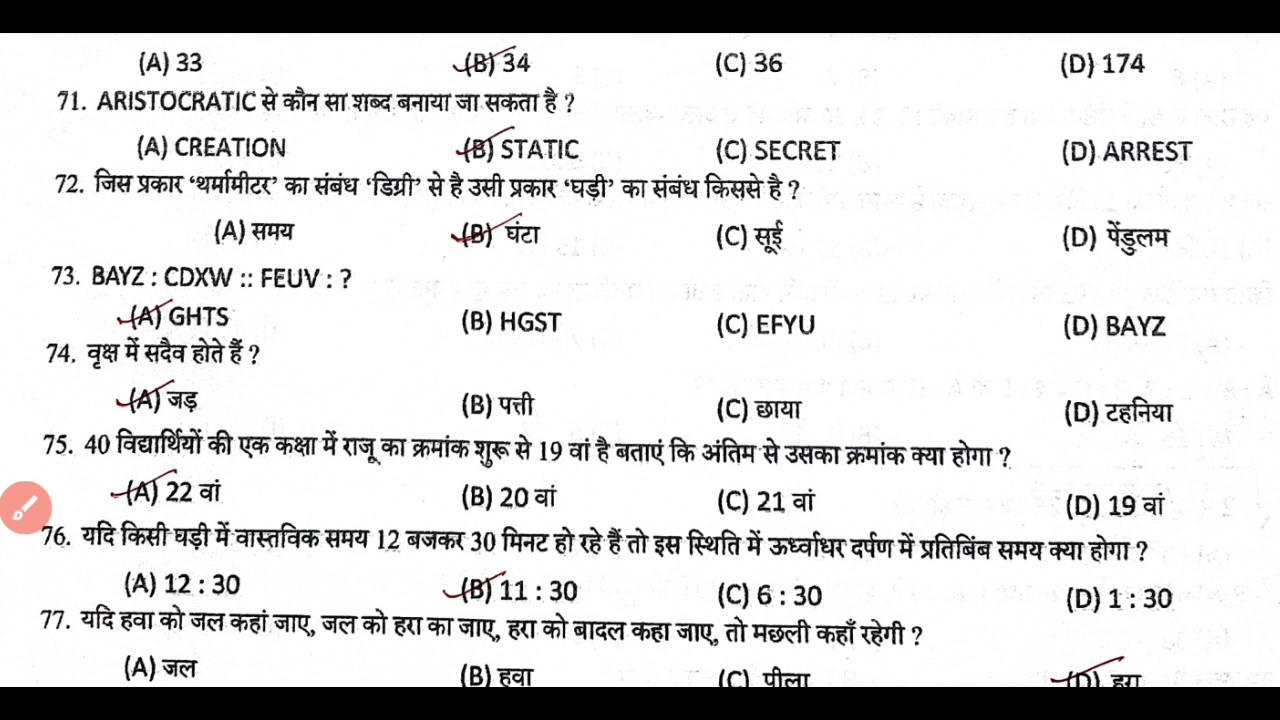 (A) 33 (B) 34 (C) 36 (D) 174
71. ARISTOCRATIC से कौन सा शब्द बनाया जा सकता है ?
(A) CREATION (B) STATIC (C) SECRET (D) ARREST
72. जिस प्रकार ‘थर्मामीटर’ का संबंध ‘डिग्री’ से है उसी प्रकार ‘घड़ी’ का संबंध किससे है ?
(A) समय (B) घंटा (C) सूई (D) पेंडुलम
73. BAYZ : CDXW :: FEUV : ?
(A) GHTS (B) HGST (C) EFYU (D) BAYZ
74. वृक्ष में सदैव होते हैं ?
(A) जड़ (B) पत्ती (C) छाया (D) टहनिया
75. 40 विद्यार्थियों की एक कक्षा में राजू का क्रमांक शुरू से 19 वां है बताएं कि अंतिम से उसका क्रमांक क्या होगा ?
(A) 22 वां (B) 20 वां (C) 21 वां (D) 19 वां
76. यदि किसी घड़ी में वास्तविक समय 12 बजकर 30 मिनट हो रहे हैं तो इस स्थिति में ऊर्ध्वाधर दर्पण में प्रतिबिंब समय क्या होगा ?
(A) 12 : 30 (B) 11 : 30 (C) 6 : 30 (D) 1 : 30
77. यदि हवा को जल कहां जाए, जल को हरा का जाए, हरा को बादल कहा जाए, तो मछली कहाँ रहेगी ?
(A) जल (B) हवा (C) पीला (D) हरा